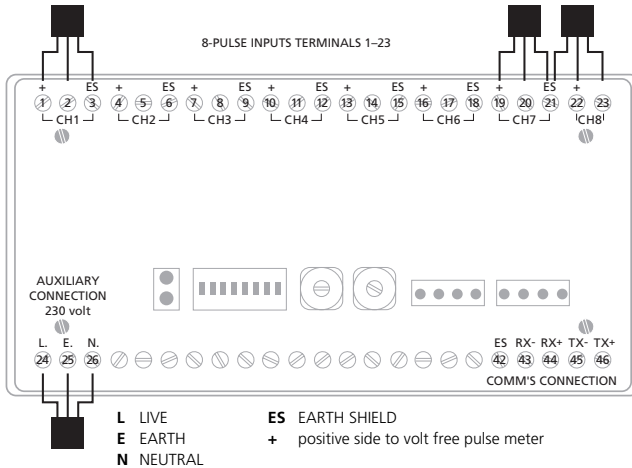 8-PULSE INPUTS TERMINALS 1–23
+ ES + ES + ES + ES + ES + ES + ES +
1 2 3 4 5 6 7 8 9 10 11 12 13 14 15 16 17 18 19 20 21 22 23
CH1 CH2 CH3 CH4 CH5 CH6 CH7 CH8
AUXILIARY
CONNECTION
230 volt
L. E. N. ES RX- RX+ TX- TX+
24 25 26 42 43 44 45 46
COMM'S CONNECTION
L LIVE ES EARTH SHIELD
E EARTH + positive side to volt free pulse meter
N NEUTRAL